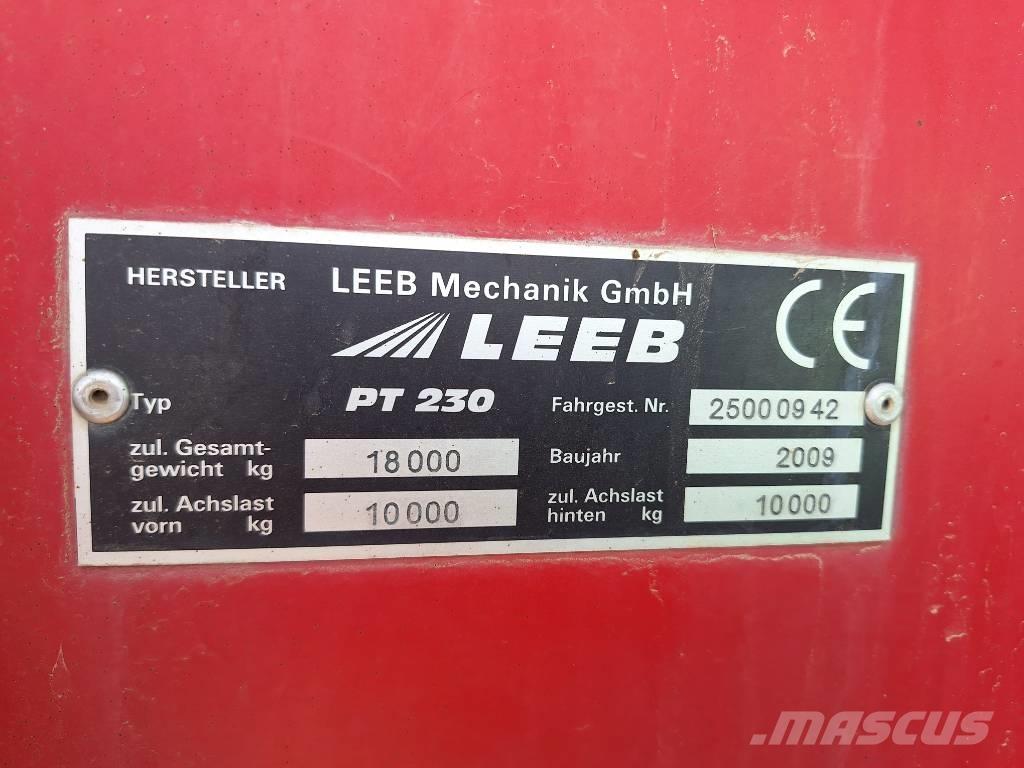 HERSTELLER LEEB Mechanik GmbH CE
LEEB
Typ PT 230 Fahrgest. Nr. 25000942
zul. Gesamt-
gewicht kg 18000 Baujahr 2009
zul. Achslast
vorn kg 10000 zul. Achslast
hinten kg 10000
MASCUS